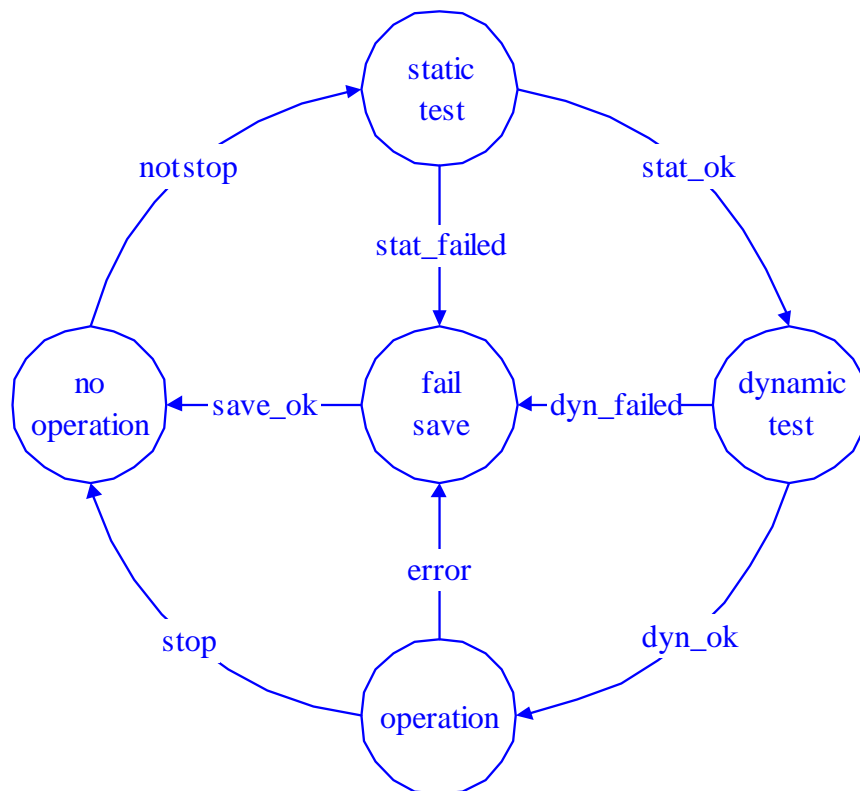 static
test
notstop
stat_ok
stat_failed
no
operation
save_ok
fail
save
dyn_failed
dynamic
test
error
stop
dyn_ok
operation